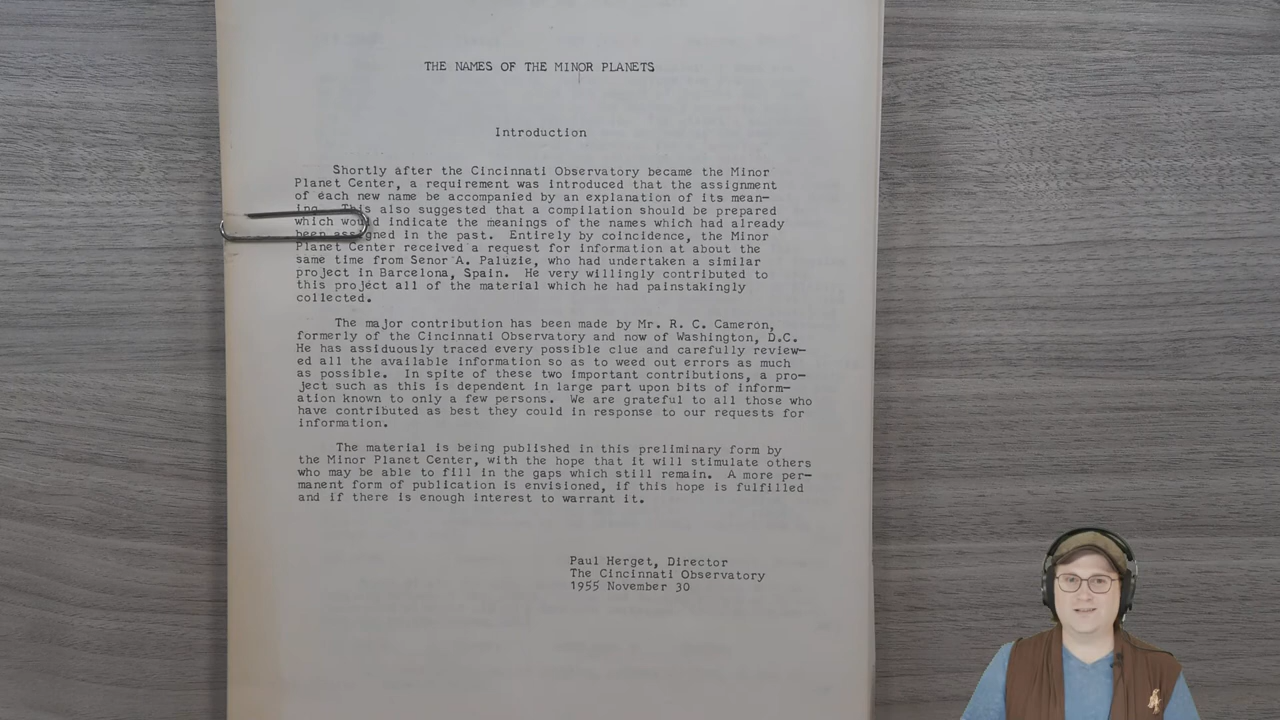 THE NAMES OF THE MINOR PLANETS
Introduction
Shortly after the Cincinnati Observatory became the Minor
Planet Center, a requirement was introduced that the assignment
of each new name be accompanied by an explanation of its mean-
ing. This also suggested that a compilation should be prepared
which would indicate the meanings of the names which had already
been assigned in the past. Entirely by coincidence, the Minor
Planet Center received a request for information at about the
same time from Senor A. Paluzie, who had undertaken a similar
project in Barcelona, Spain. He very willingly contributed to
this project all of the material which he had painstakingly
collected.
The major contribution has been made by Mr. R. C. Cameron,
formerly of the Cincinnati Observatory and now of Washington, D.C.
He has assiduously traced every possible clue and carefully review-
ed all the available information so as to weed out errors as much
as possible. In spite of these two important contributions, a pro-
ject such as this is dependent in large part upon bits of inform-
ation known to only a few persons. We are grateful to all those who
have contributed as best they could in response to our requests for
information.
The material is being published in this preliminary form by
the Minor Planet Center, with the hope that it will stimulate others
who may be able to fill in the gaps which still remain. A more per-
manent form of publication is envisioned, if this hope is fulfilled
and if there is enough interest to warrant it.
Paul Herget, Director
The Cincinnati Observatory
1955 November 30